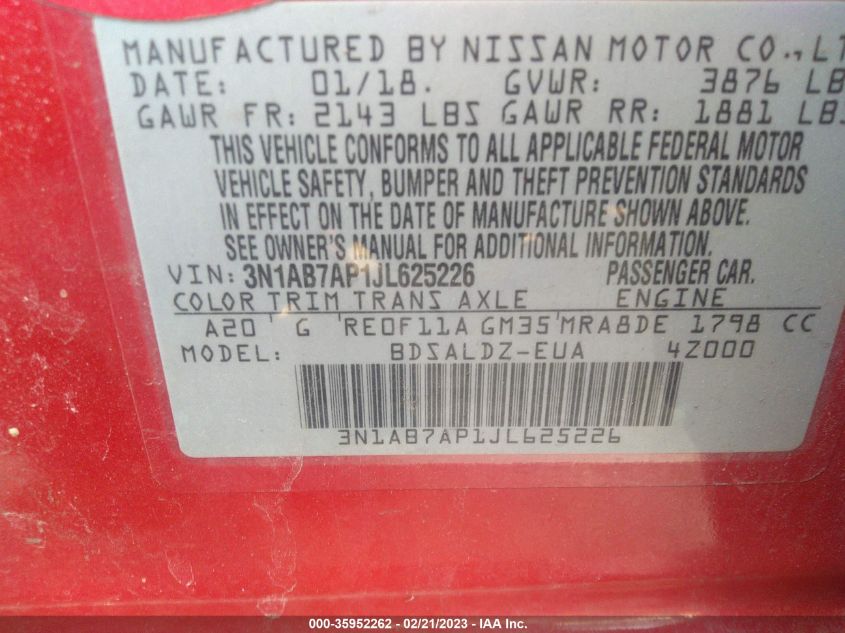 MANUFACTURED BY NISSAN MOTOR CO., LT
DATE: 01/18. GVWR: 3876 LB
GAWR FR: 2143 LBS GAWR RR: 1881 LBS
THIS VEHICLE CONFORMS TO ALL APPLICABLE FEDERAL MOTOR
VEHICLE SAFETY, BUMPER AND THEFT PREVENTION STANDARDS
IN EFFECT ON THE DATE OF MANUFACTURE SHOWN ABOVE.
SEE OWNER'S MANUAL FOR ADDITIONAL INFORMATION.
VIN: 3N1AB7AP1JL625226 PASSENGER CAR.
COLOR TRIM TRANS AXLE ENGINE
A20 ' G 'RE0F11A GM35'MRA8DE 1798 CC
MODEL: BDSALDZ-EUA 4Z000
3N1AB7AP1JL625226
000-35952262 - 02/21/2023 - IAA Inc.